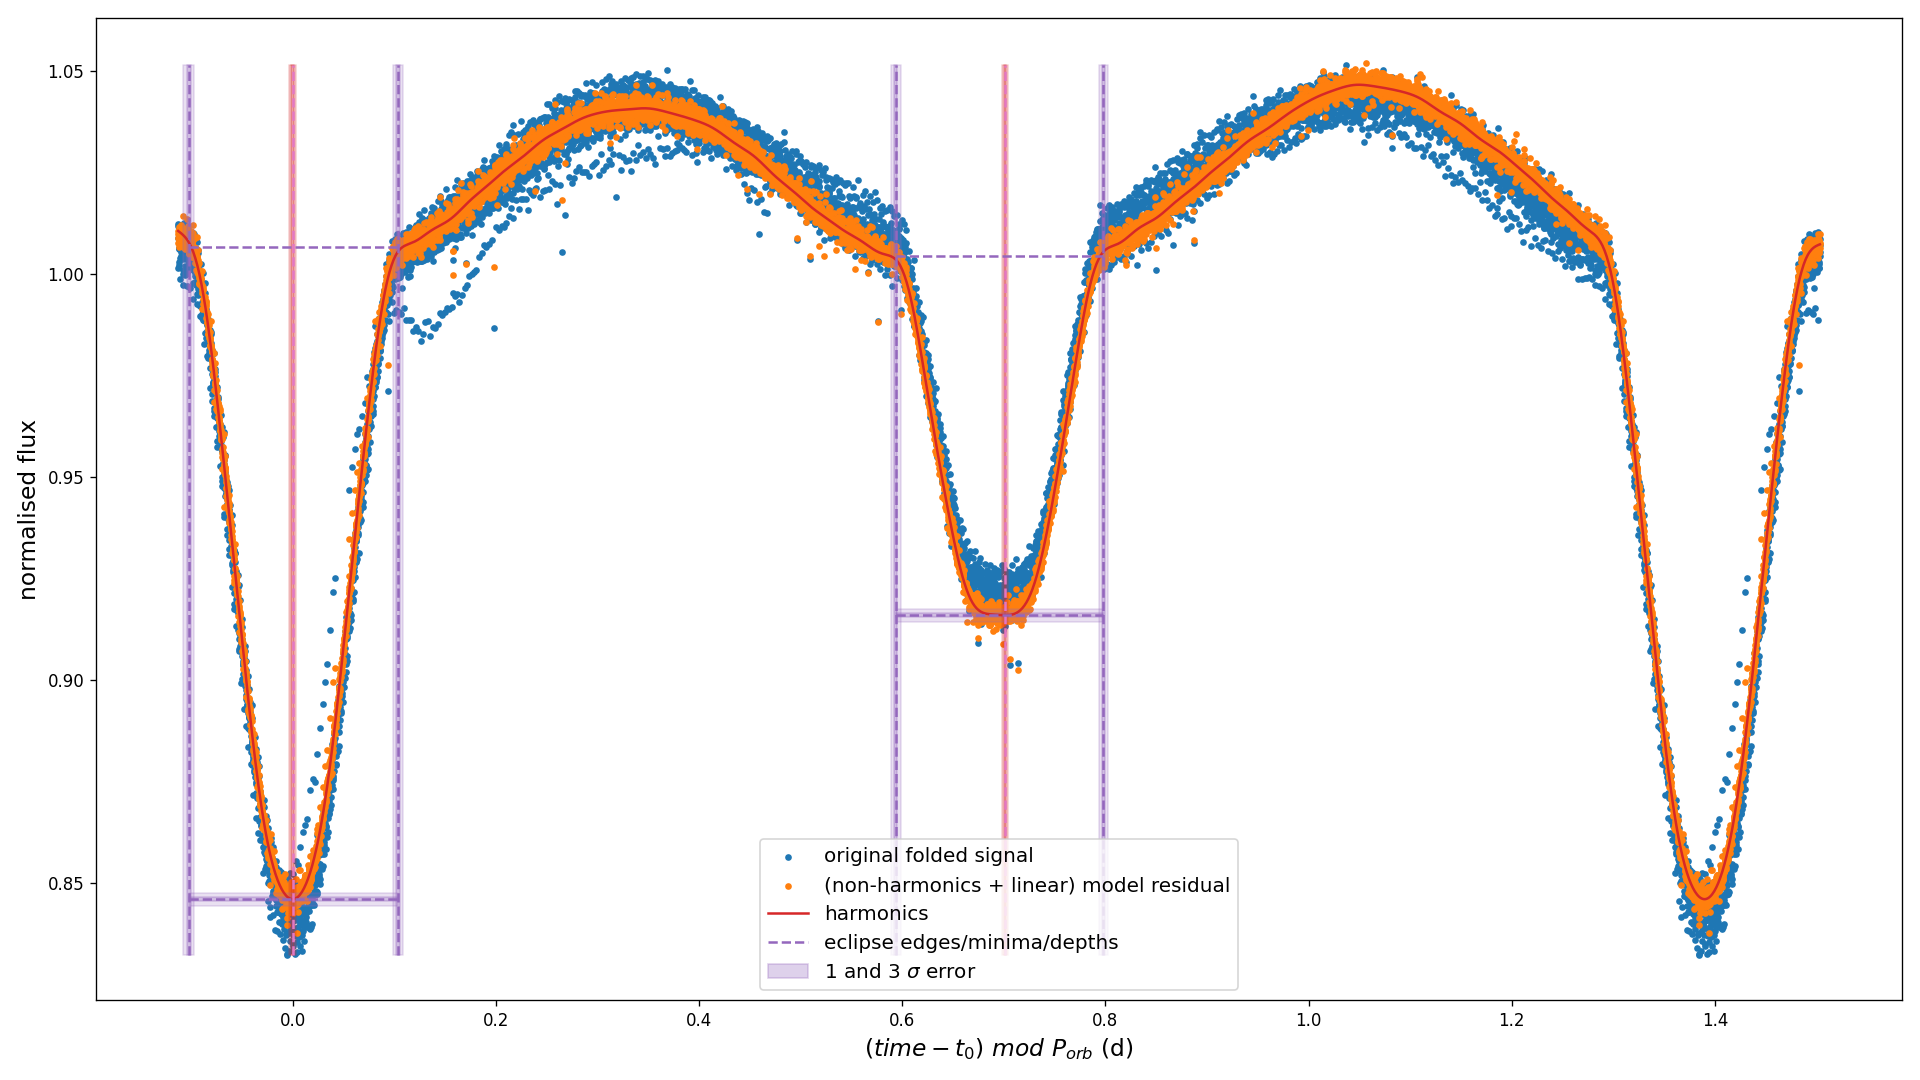 normalised flux
1.05
1.00
0.95
0.90
0.85
original folded signal
(non-harmonics + linear) model residual
harmonics
eclipse edges/minima/depths
1 and 3 σ error
0.0 0.2 0.4 0.6 0.8 1.0 1.2 1.4
(time − t₀) mod Pₒᵣb (d)